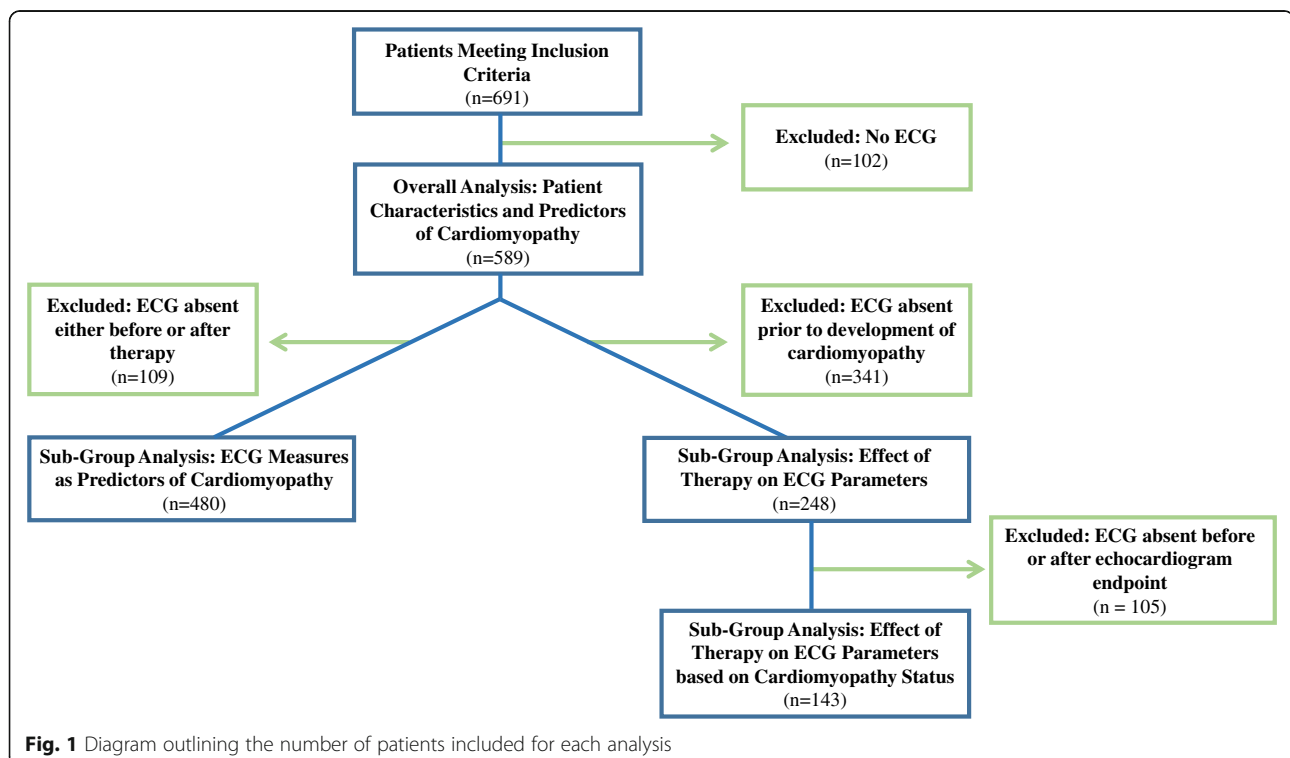 Patients Meeting Inclusion
Criteria
(n=691)
Excluded: No ECG
(n=102)
Overall Analysis: Patient
Characteristics and Predictors
of Cardiomyopathy
(n=589)
Excluded: ECG absent
either before or after
therapy
(n=109)
Excluded: ECG absent
prior to development of
cardiomyopathy
(n=341)
Sub-Group Analysis: ECG Measures
as Predictors of Cardiomyopathy
(n=480)
Sub-Group Analysis: Effect of
Therapy on ECG Parameters
(n=248)
Excluded: ECG absent before
or after echocardiogram
endpoint
(n = 105)
Sub-Group Analysis: Effect of
Therapy on ECG Parameters
based on Cardiomyopathy Status
(n=143)
Fig. 1 Diagram outlining the number of patients included for each analysis